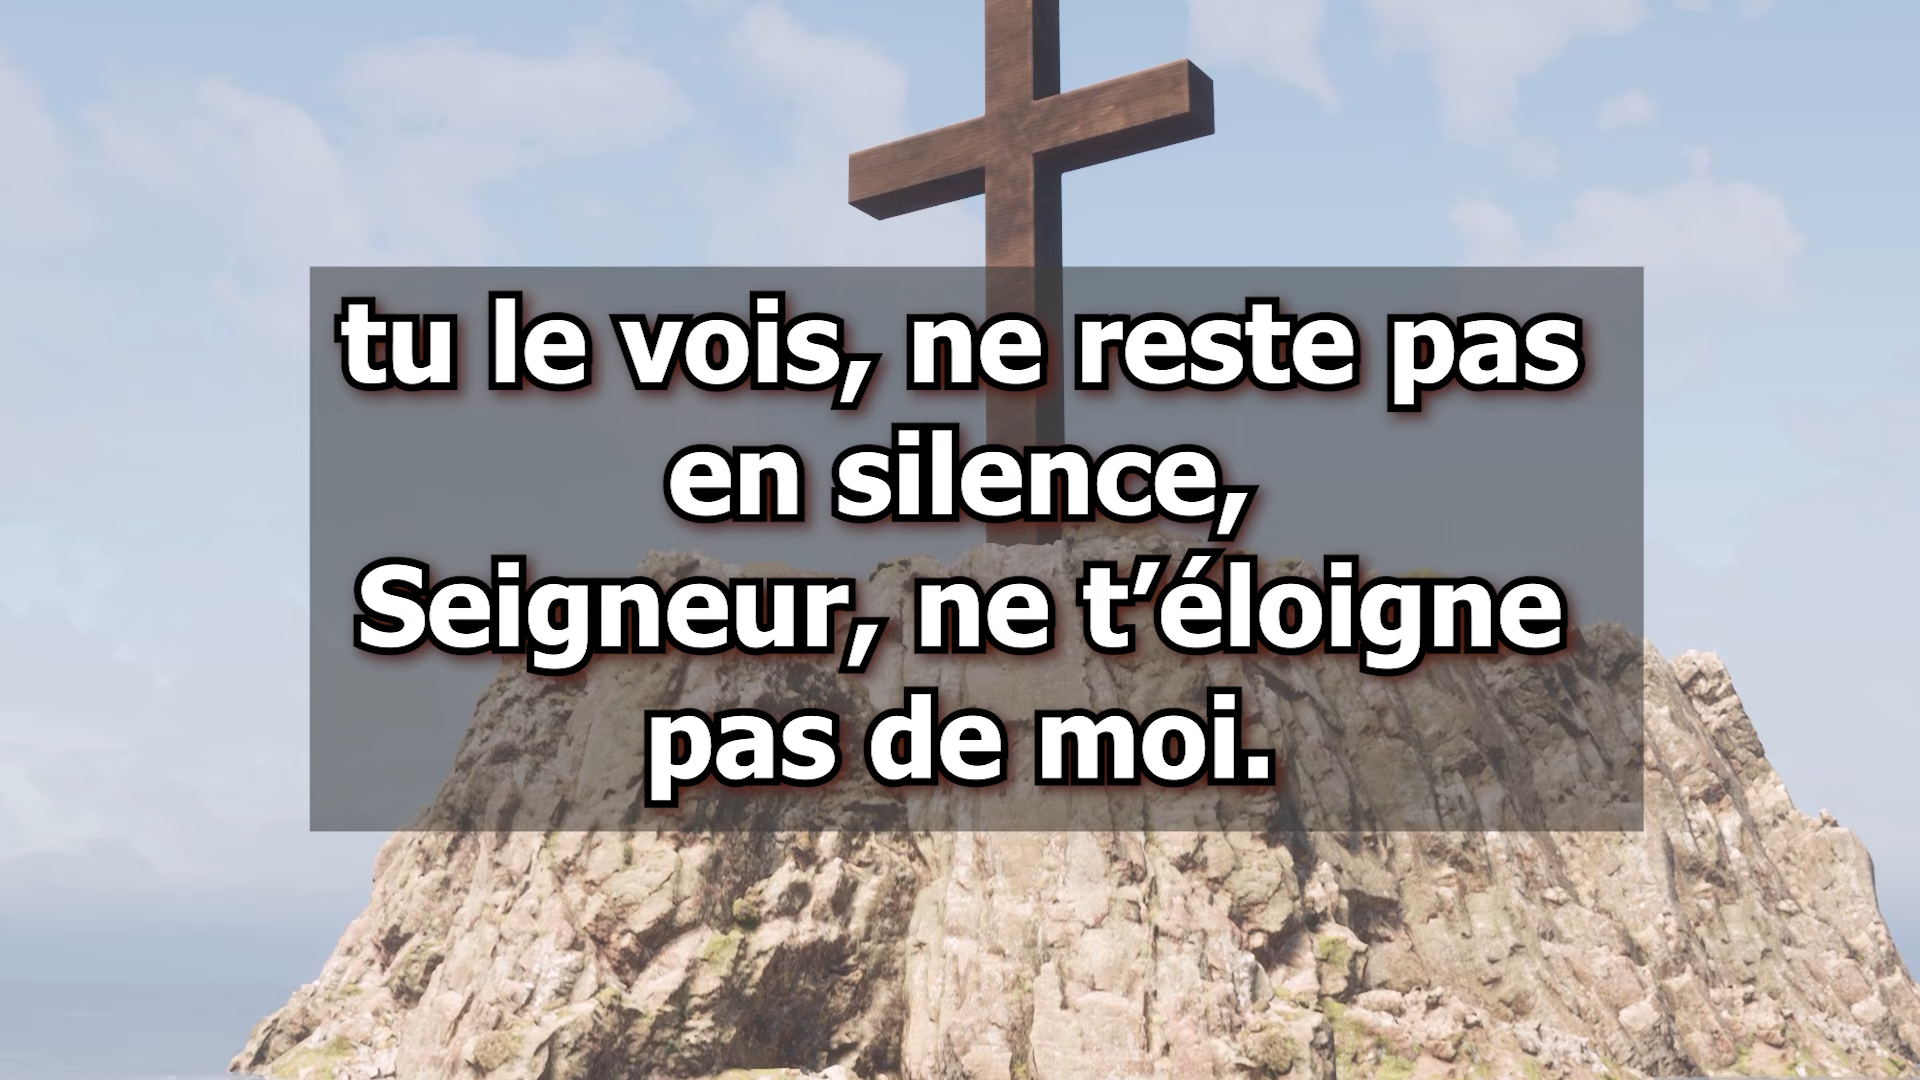 tu le vois, ne reste pas
en silence,
Seigneur, ne t’éloigne
pas de moi.